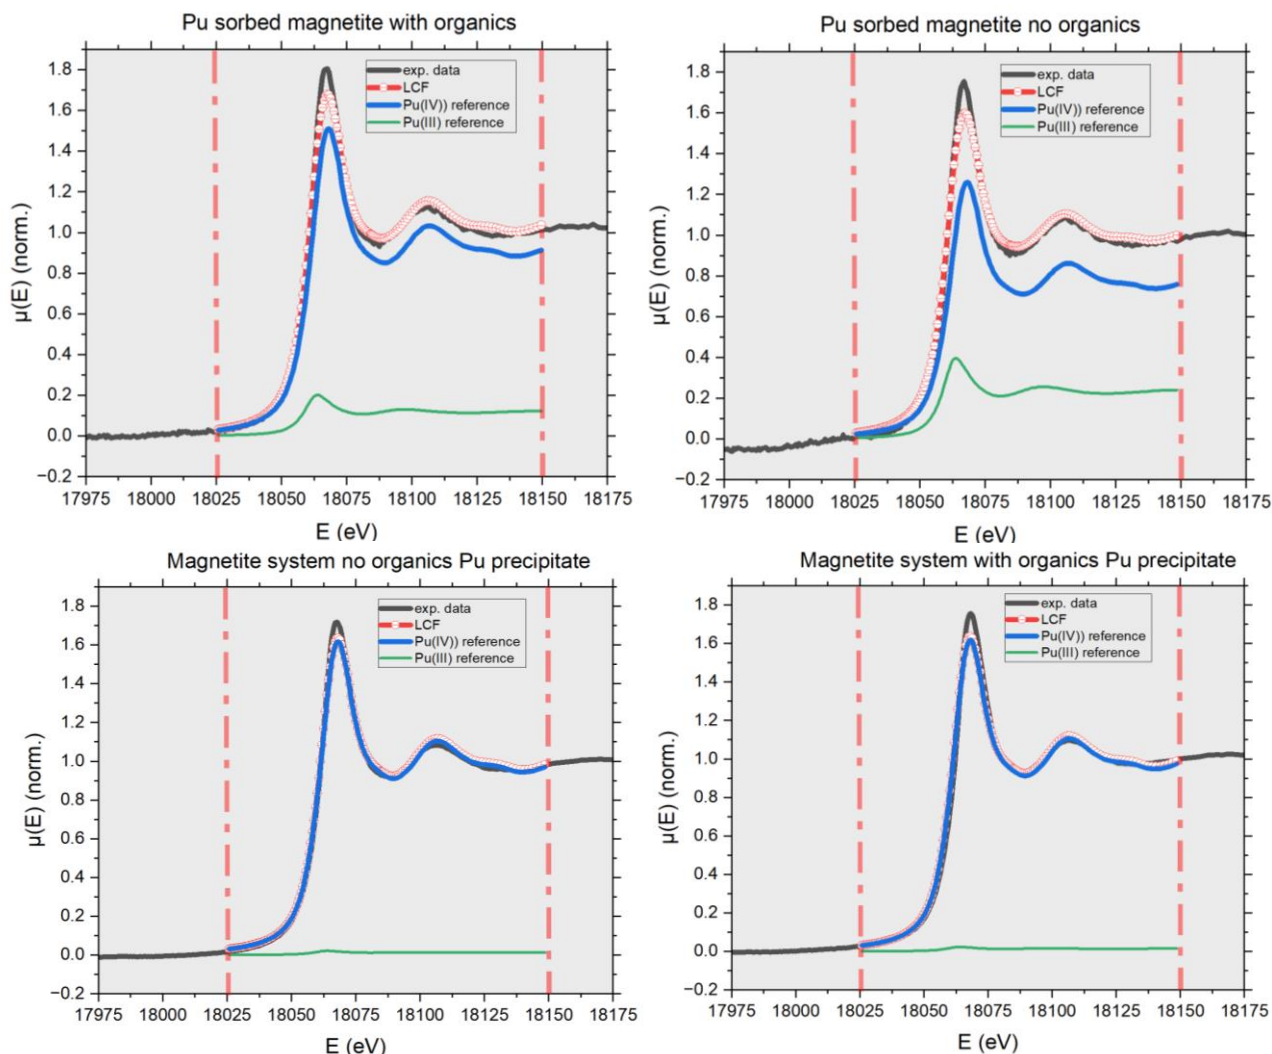 Pu sorbed magnetite with organics
1.8
1.6
1.4
1.2
1.0
0.8
0.6
0.4
0.2
0.0
−0.2
μ(E) (norm.)
exp. data
LCF
Pu(IV)) reference
Pu(III) reference
17975 18000 18025 18050 18075 18100 18125 18150 18175
E (eV)
Pu sorbed magnetite no organics
1.8
1.6
1.4
1.2
1.0
0.8
0.6
0.4
0.2
0.0
−0.2
μ(E) (norm.)
exp. data
LCF
Pu(IV)) reference
Pu(III) reference
17975 18000 18025 18050 18075 18100 18125 18150 18175
E (eV)
Magnetite system no organics Pu precipitate
1.8
1.6
1.4
1.2
1.0
0.8
0.6
0.4
0.2
0.0
−0.2
μ(E) (norm.)
exp. data
LCF
Pu(IV)) reference
Pu(III) reference
17975 18000 18025 18050 18075 18100 18125 18150 18175
E (eV)
Magnetite system with organics Pu precipitate
1.8
1.6
1.4
1.2
1.0
0.8
0.6
0.4
0.2
0.0
−0.2
μ(E) (norm.)
exp. data
LCF
Pu(IV)) reference
Pu(III) reference
17975 18000 18025 18050 18075 18100 18125 18150 18175
E (eV)